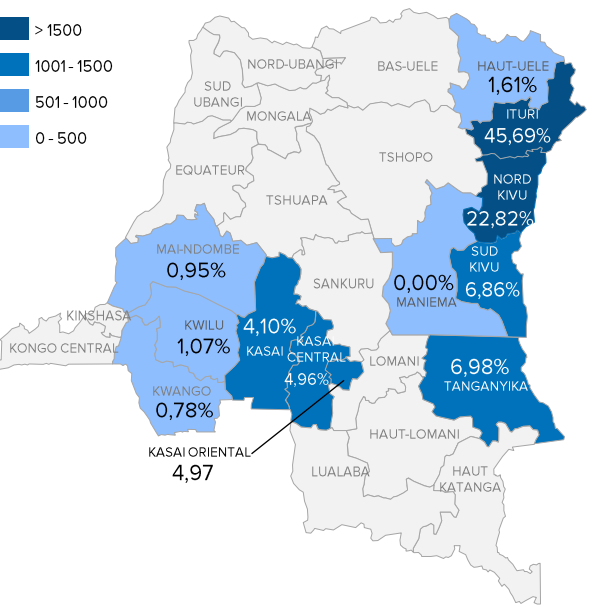 > 1500
1001 - 1500
501 - 1000
0 - 500
NORD-UBANGI
BAS-UELE
HAUT-UELE
1,61%
SUD
UBANGI
MONGALA
ITURI
45,69%
EQUATEUR
TSHOPO
TSHUAPA
NORD
KIVU
22,82%
MAI-NDOMBE
0,95%
SANKURU
0,00%
MANIEMA
SUD
KIVU
6,86%
KINSHASA
KONGO CENTRAL
KWILU
1,07%
4,10%
KASAI
KASAI
CENTRAL
4,96%
LOMANI
6,98%
TANGANYIKA
KWANGO
0,78%
KASAI ORIENTAL
4,97
HAUT-LOMANI
LUALABA
HAUT
KATANGA